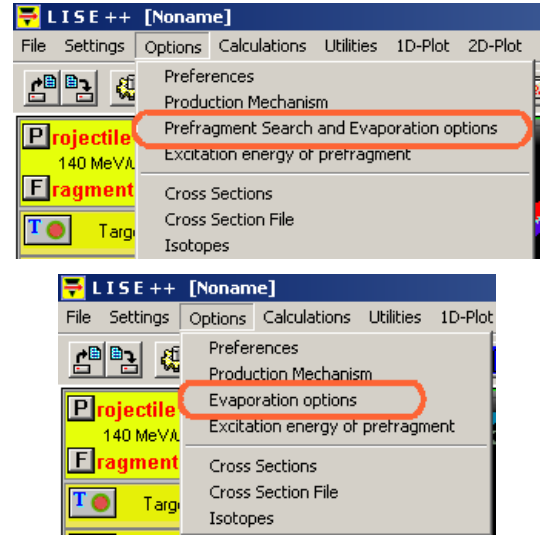 LISE++ [Noname]
File Settings Options Calculations Utilities 1D-Plot 2D-Plot
Preferences
Production Mechanism
Projectile Prefragment Search and Evaporation options
140 MeV/u Excitation energy of prefragment
Fragment Cross Sections
Cross Section File
T Targ
Isotopes
LISE++ [Noname]
File Settings Options Calculations Utilities 1D-Plot
Preferences
Production Mechanism
Projectile Evaporation options
140 MeV/u Excitation energy of prefragment
Fragment Cross Sections
Cross Section File
T Targ
Isotopes